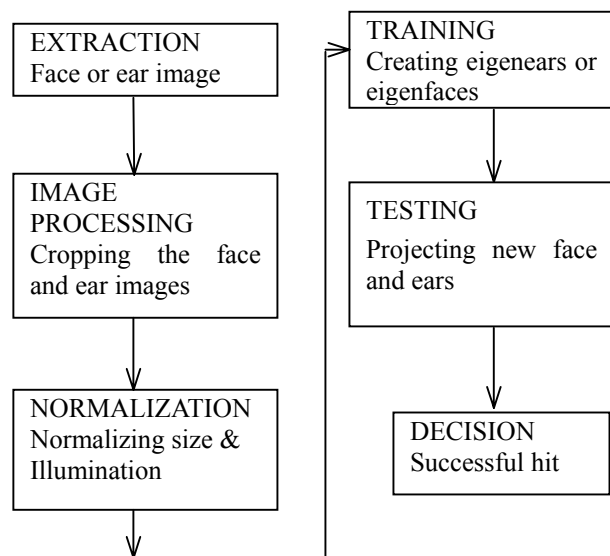 EXTRACTION
Face or ear image
IMAGE
PROCESSING
Cropping the face
and ear images
NORMALIZATION
Normalizing size &
Illumination
TRAINING
Creating eigenears or
eigenfaces
TESTING
Projecting new face
and ears
DECISION
Successful hit